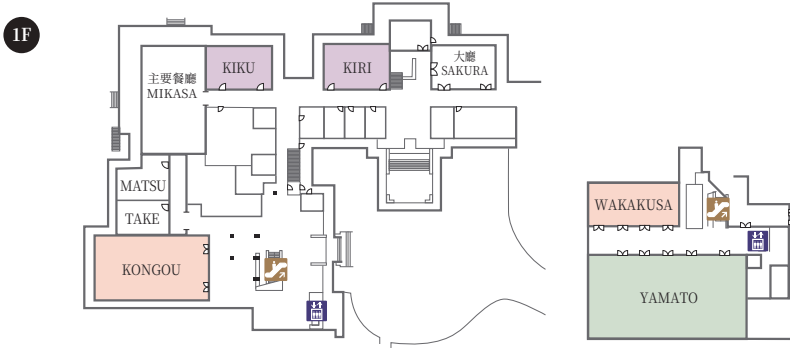 1F
主要餐廳
MIKASA
KIKU
KIRI
大廳
SAKURA
MATSU
TAKE
KONGOU
WAKAKUSA
YAMATO